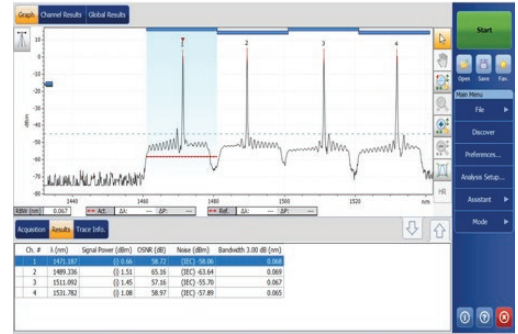 Graph Channel Results Global Results
Start
1 2 3 4
10
0
-10
-20
-30
-40
-50
-60
-70
-80
dBm
1440 1460 1480 1500 1520 nm
Open Save Fav.
Main Menu
File
Discover
Preferences...
Analysis Setup...
Assistant
Mode
HR
RBW (nm) 0.067 Act. Δλ: --- ΔP: --- Ref. Δλ: --- ΔP: ---
Acquisition Results Trace Info.
Ch. # λ (nm) Signal Power (dBm) OSNR (dB) Noise (dBm) Bandwidth 3.00 dB (nm)
1 1471.187 (i) 0.66 58.72 (IEC) -58.06 0.068
2 1489.336 (i) 1.51 65.16 (IEC) -63.64 0.069
3 1511.092 (i) 1.45 57.16 (IEC) -55.70 0.067
4 1531.782 (i) 1.08 58.97 (IEC) -57.89 0.065